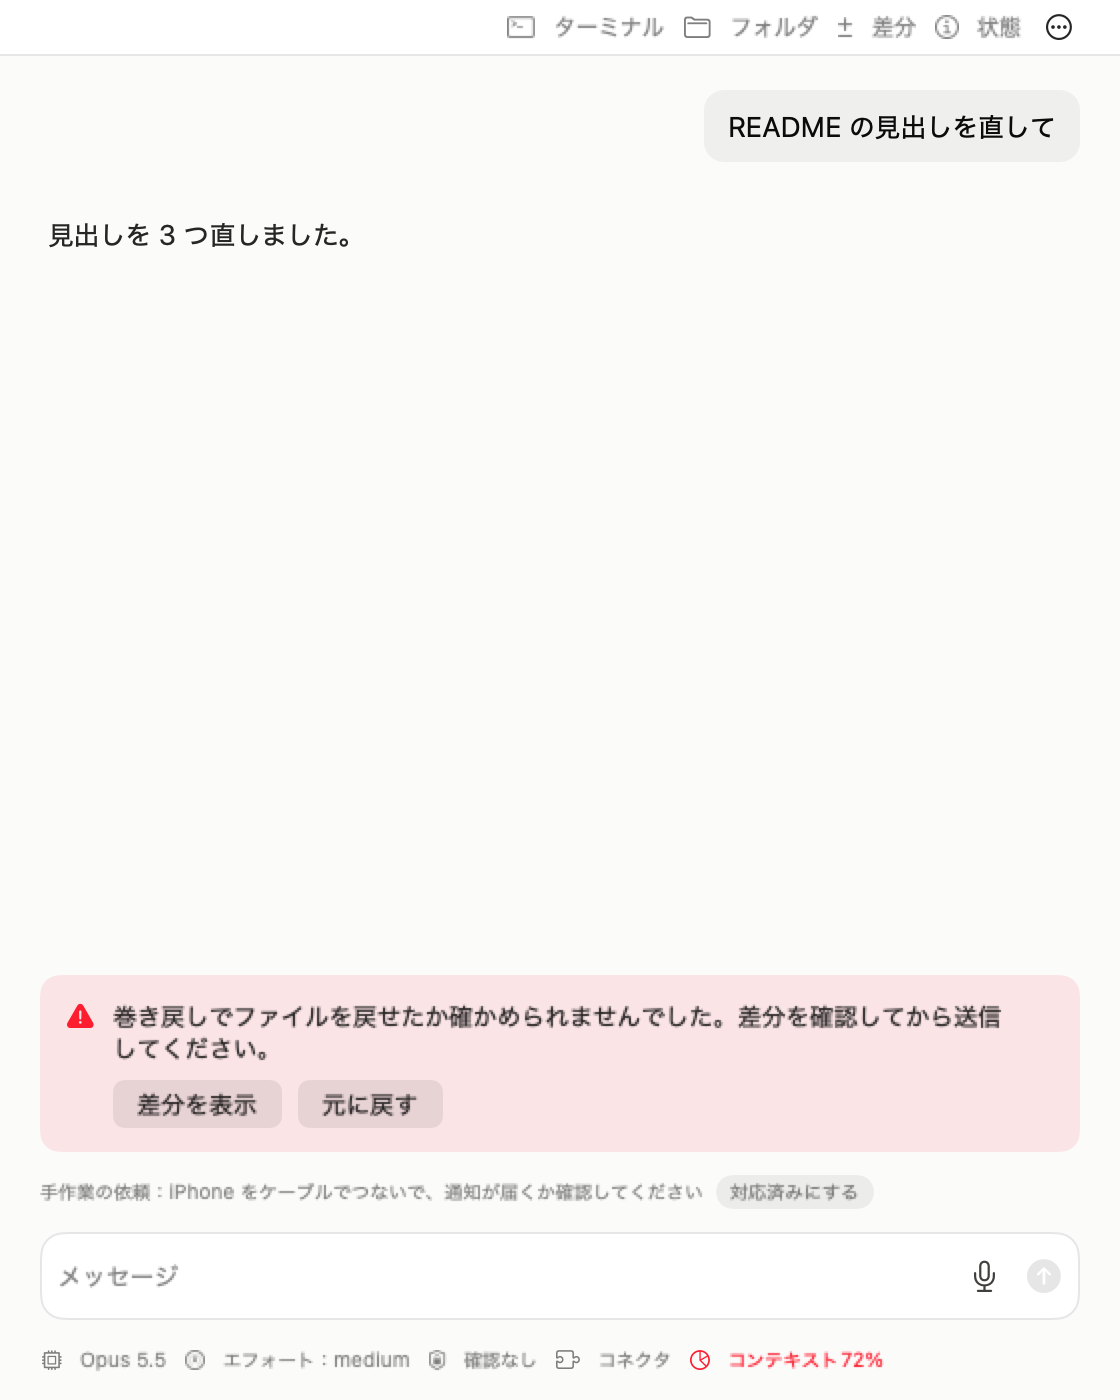 ターミナル フォルダ 差分 状態
README の見出しを直して
見出しを 3 つ直しました。
巻き戻しでファイルを戻せたか確かめられませんでした。差分を確認してから送信
してください。
差分を表示 元に戻す
手作業の依頼：iPhone をケーブルでつないで、通知が届くか確認してください 対応済みにする
メッセージ
Opus 5.5 エフォート：medium 確認なし コネクタ コンテキスト 72%